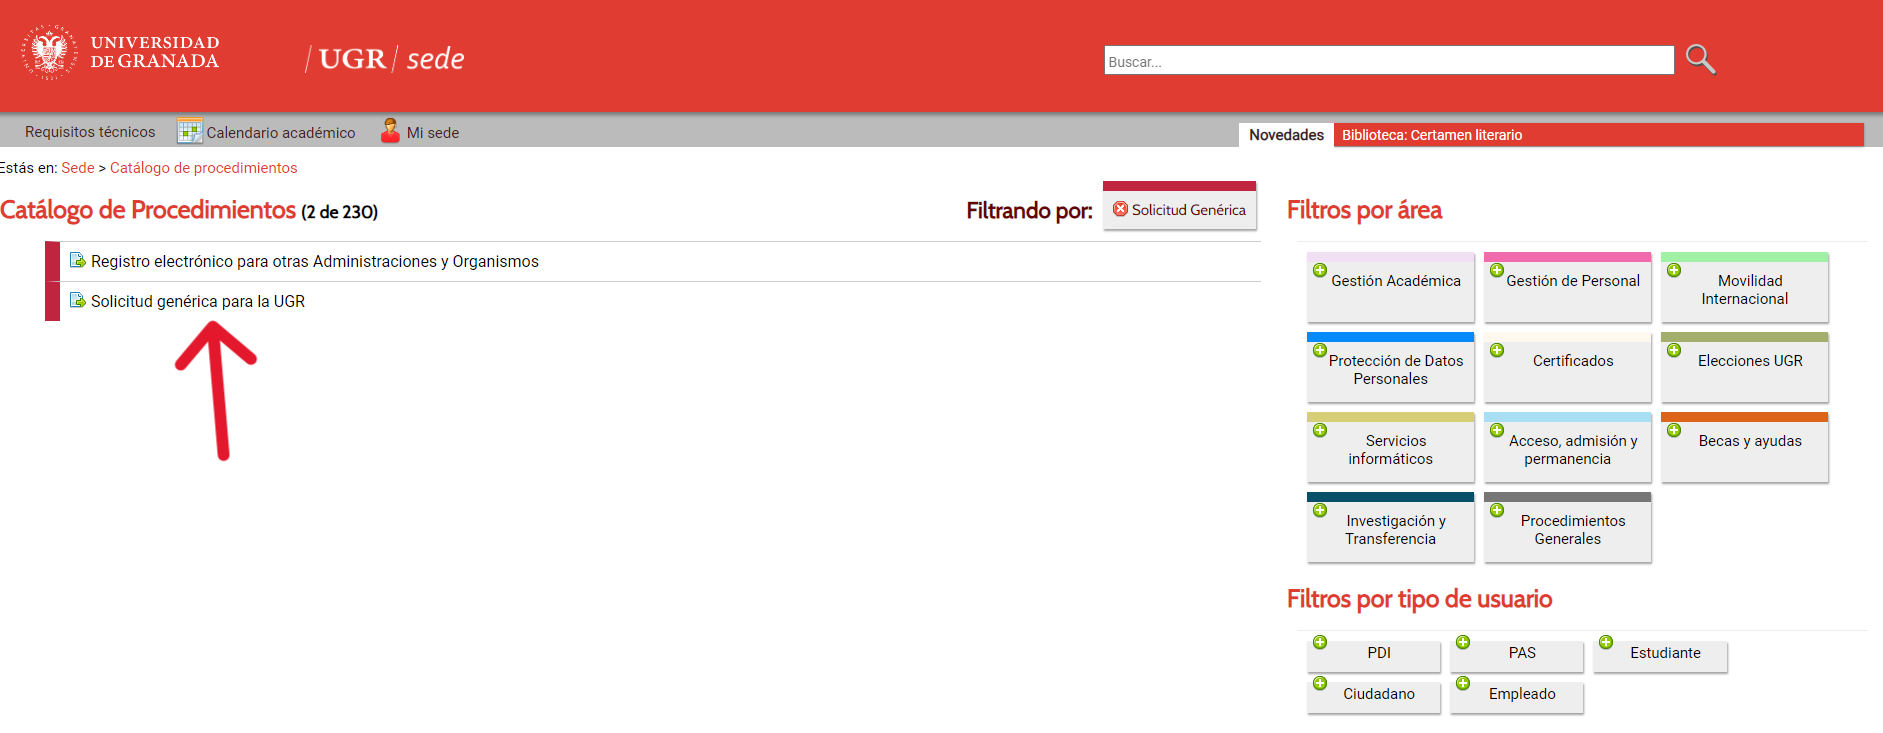 UNIVERSIDAD
DE GRANADA
/ UGR / sede
Buscar...
Requisitos técnicos
Calendario académico
Mi sede
Novedades
Biblioteca: Certamen literario
Estás en: Sede > Catálogo de procedimientos
Catálogo de Procedimientos (2 de 230)
Filtrando por:
Solicitud Genérica
Registro electrónico para otras Administraciones y Organismos
Solicitud genérica para la UGR
Filtros por área
Gestión Académica
Gestión de Personal
Movilidad
Internacional
Protección de Datos
Personales
Certificados
Elecciones UGR
Servicios
informáticos
Acceso, admisión y
permanencia
Becas y ayudas
Investigación y
Transferencia
Procedimientos
Generales
Filtros por tipo de usuario
PDI
PAS
Estudiante
Ciudadano
Empleado